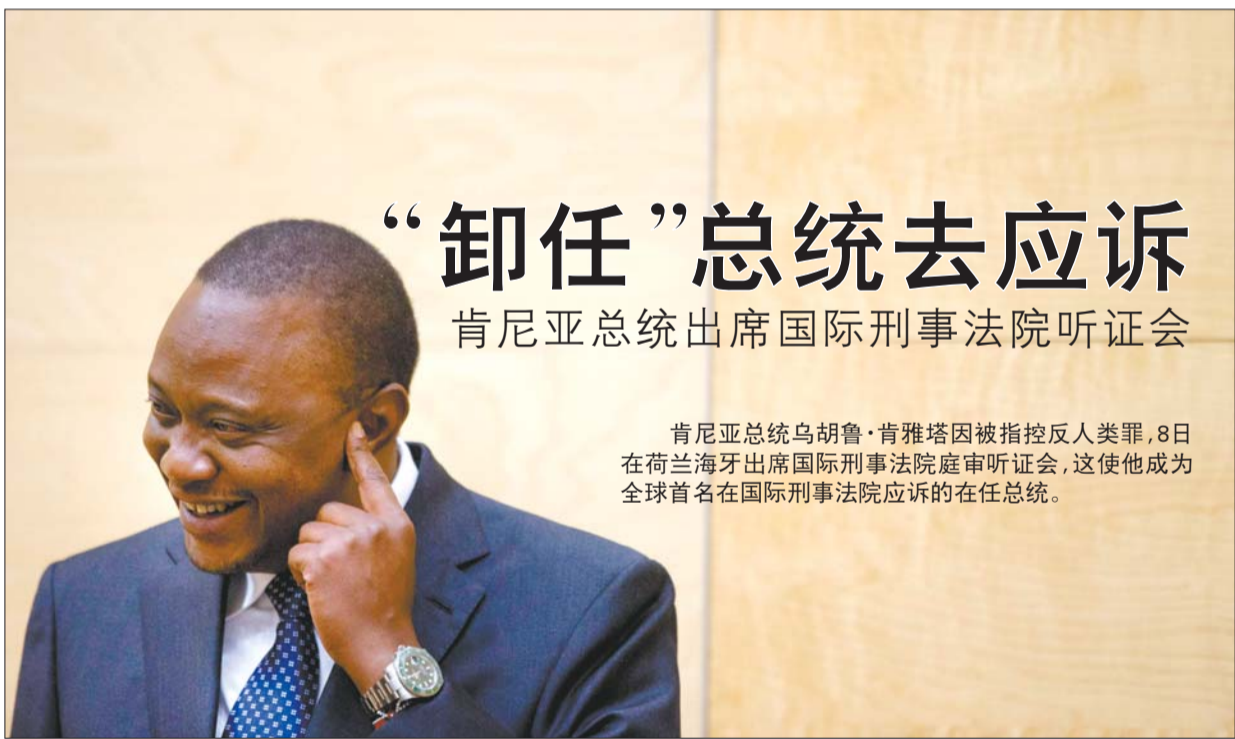 “卸任”总统去应诉
肯尼亚总统出席国际刑事法院听证会
肯尼亚总统乌胡鲁·肯雅塔因被指控反人类罪,8日
在荷兰海牙出席国际刑事法院庭审听证会,这使他成为
全球首名在国际刑事法院应诉的在任总统。